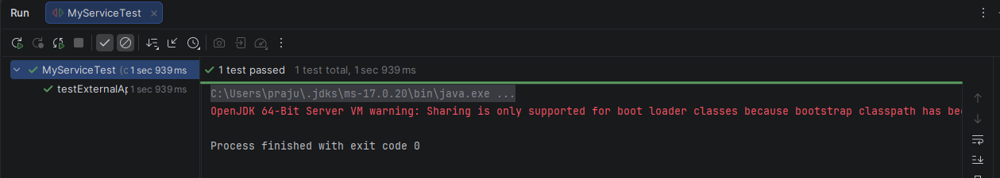 Run MyServiceTest
1 test passed 1 test total, 1 sec 939 ms
MyServiceTest 1 sec 939 ms
testExternalAp 1 sec 939 ms
C:\Users\praju\.jdks\ms-17.0.20\bin\java.exe ...
OpenJDK 64-Bit Server VM warning: Sharing is only supported for boot loader classes because bootstrap classpath has
Process finished with exit code 0